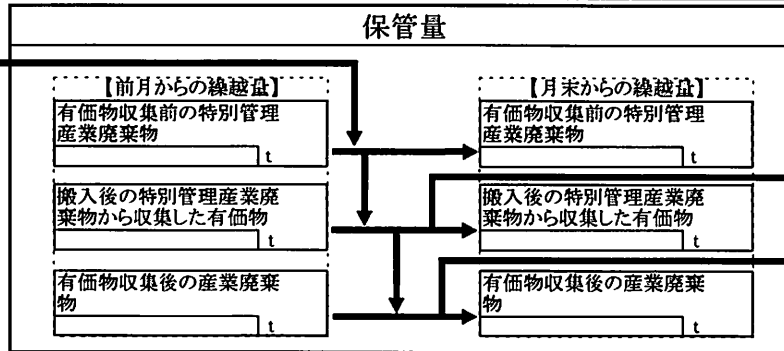 保管量
【前月からの繰越量】
有価物収集前の特別管理
産業廃棄物
t
搬入後の特別管理産業廃
棄物から収集した有価物
t
有価物収集後の産業廃棄
物
t
【月末からの繰越量】
有価物収集前の特別管理
産業廃棄物
t
搬入後の特別管理産業廃
棄物から収集した有価物
t
有価物収集後の産業廃棄
物
t